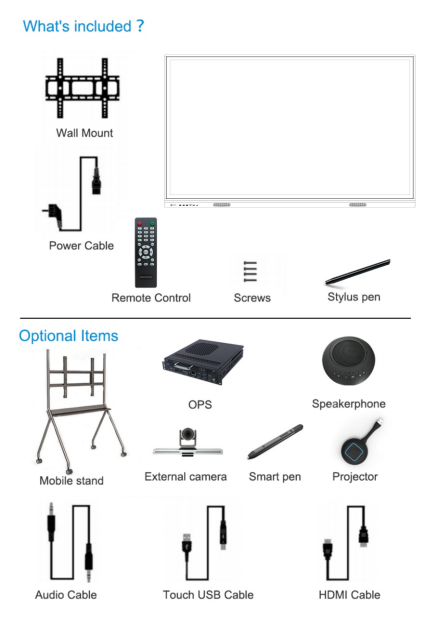 What's included ?
Wall Mount
Power Cable
Remote Control
Screws
Stylus pen
Optional Items
OPS
Speakerphone
Mobile stand
External camera
Smart pen
Projector
Audio Cable
Touch USB Cable
HDMI Cable